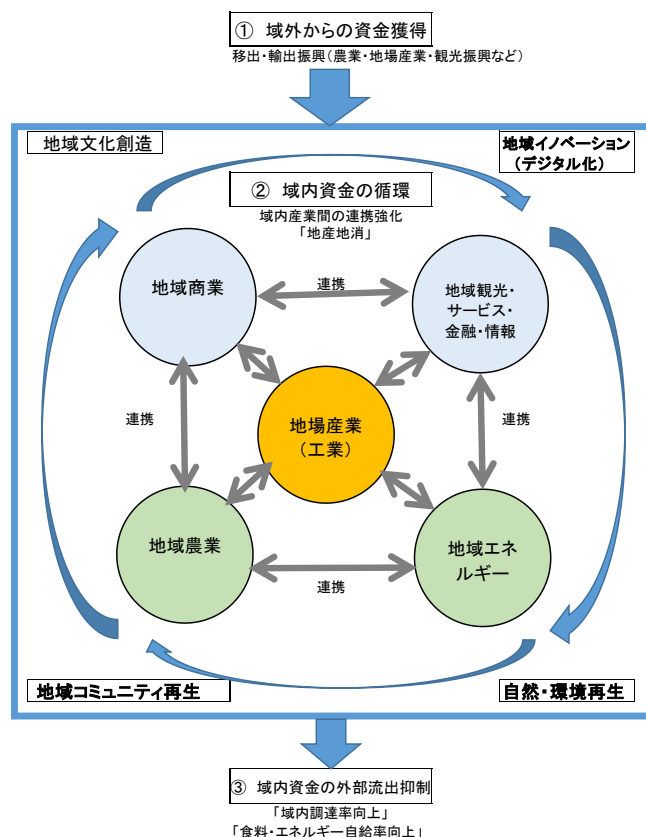 ① 域外からの資金獲得
移出・輸出振興(農業・地場産業・観光振興など)
地域文化創造
地域イノベーション
(デジタル化)
② 域内資金の循環
域内産業間の連携強化
「地産地消」
地域商業
連携
地域観光・
サービス・
金融・情報
連携
地場産業
(工業)
連携
地域農業
地域エネ
ルギー
連携
地域コミュニティ再生
自然・環境再生
③ 域内資金の外部流出抑制
「域内調達率向上」
「食料・エネルギー自給率向上」